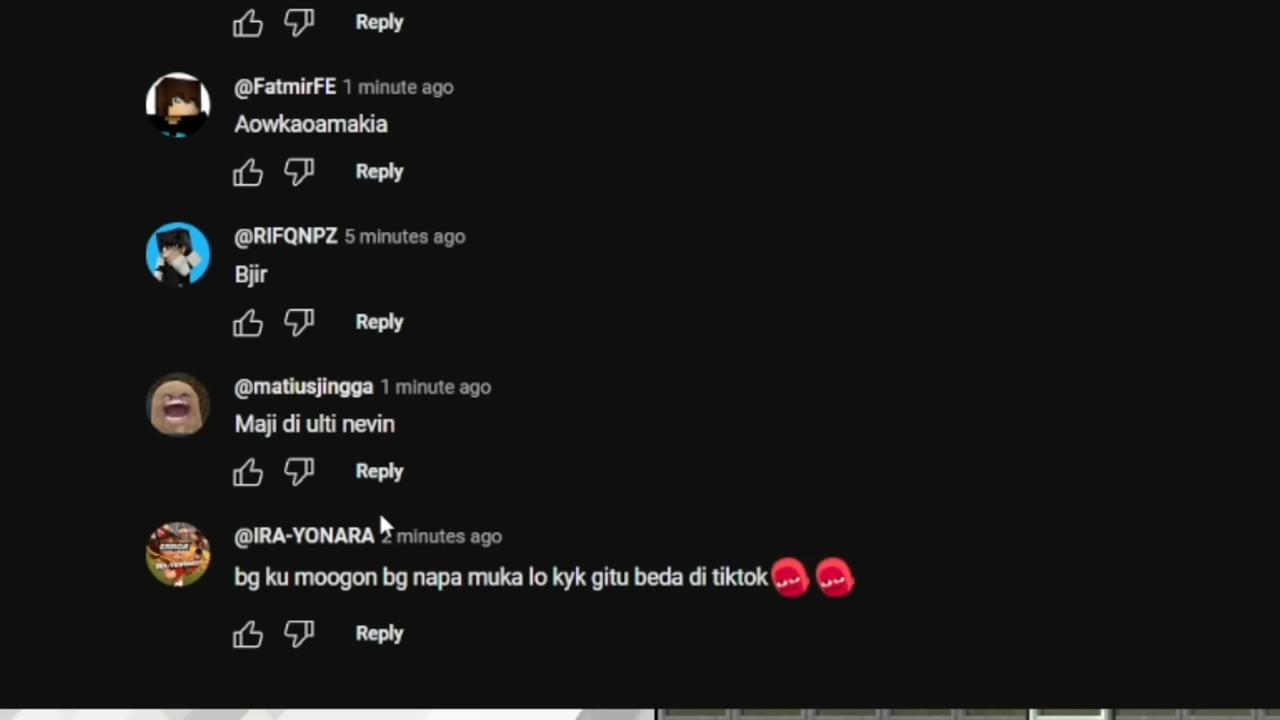 Reply
@FatmirFE 1 minute ago
Aowkaoamakia
Reply
@RIFQNPZ 5 minutes ago
Bjir
Reply
@matiusjingga 1 minute ago
Maji di ulti nevin
Reply
@IRA-YONARA 2 minutes ago
bg ku moogon bg napa muka lo kyk gitu beda di tiktok
Reply